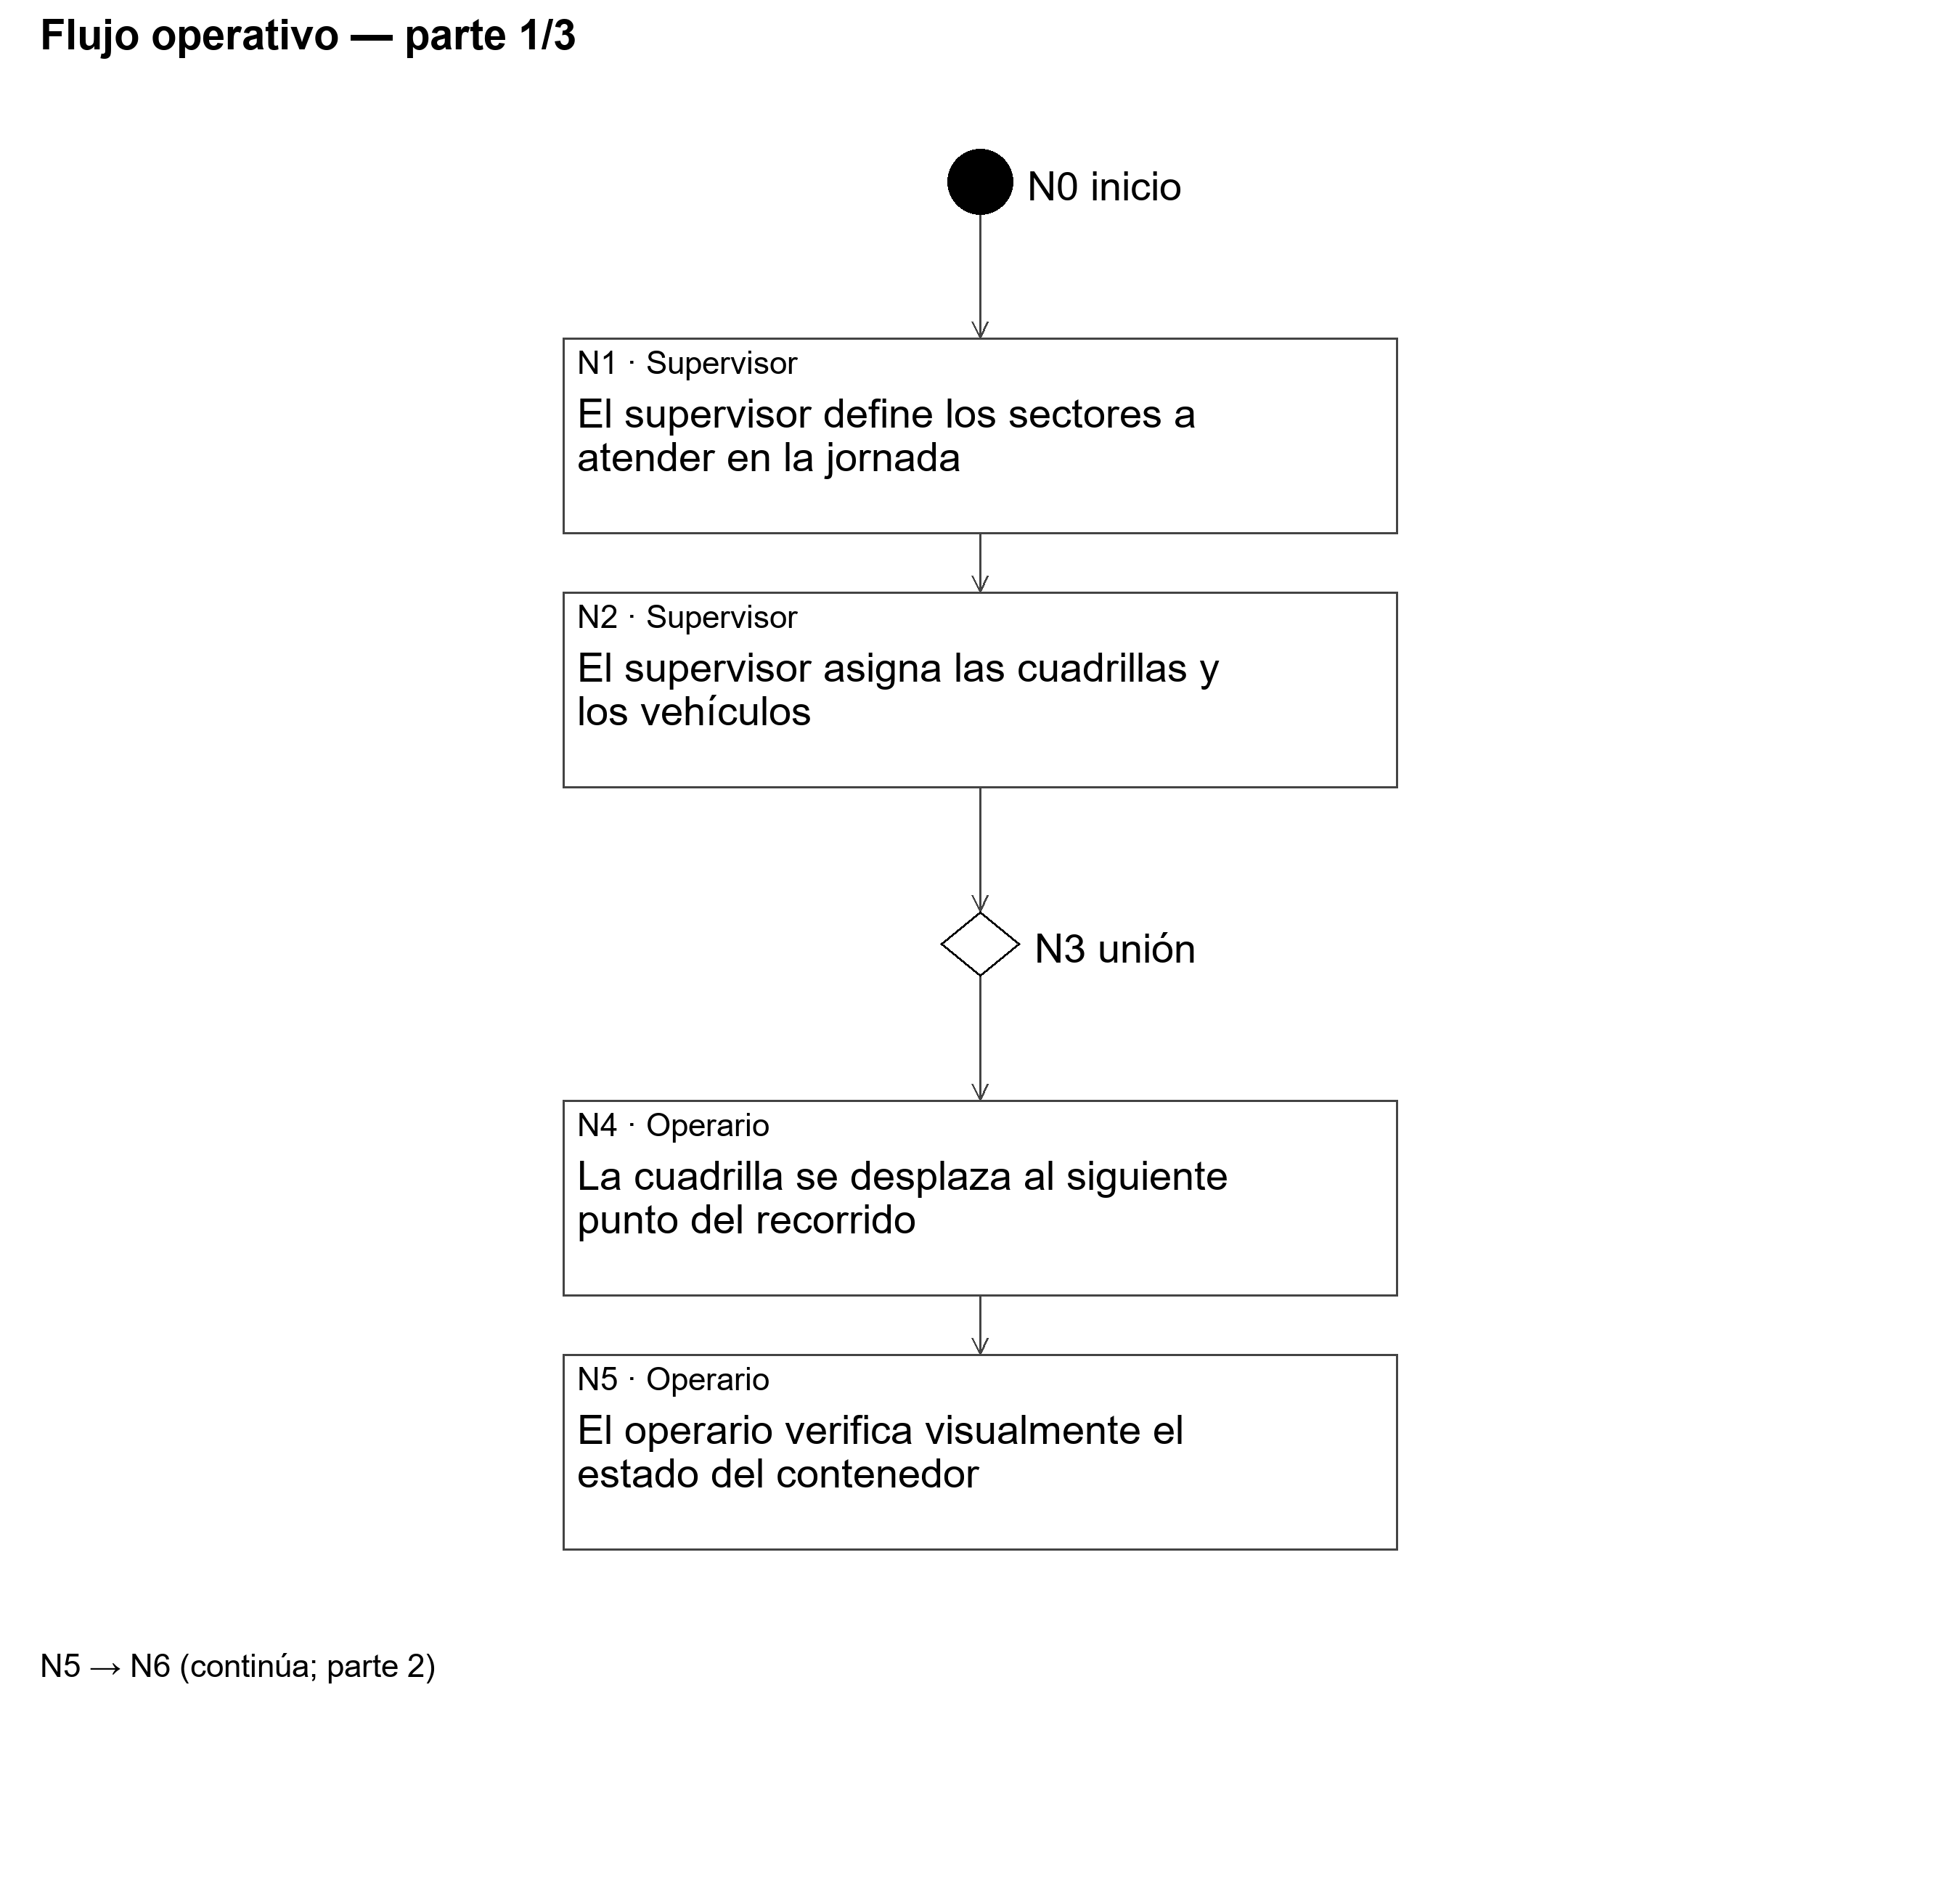 Flujo operativo — parte 1/3
N0 inicio
N1 · Supervisor
El supervisor define los sectores a
atender en la jornada
N2 · Supervisor
El supervisor asigna las cuadrillas y
los vehículos
N3 unión
N4 · Operario
La cuadrilla se desplaza al siguiente
punto del recorrido
N5 · Operario
El operario verifica visualmente el
estado del contenedor
N5 → N6 (continúa; parte 2)